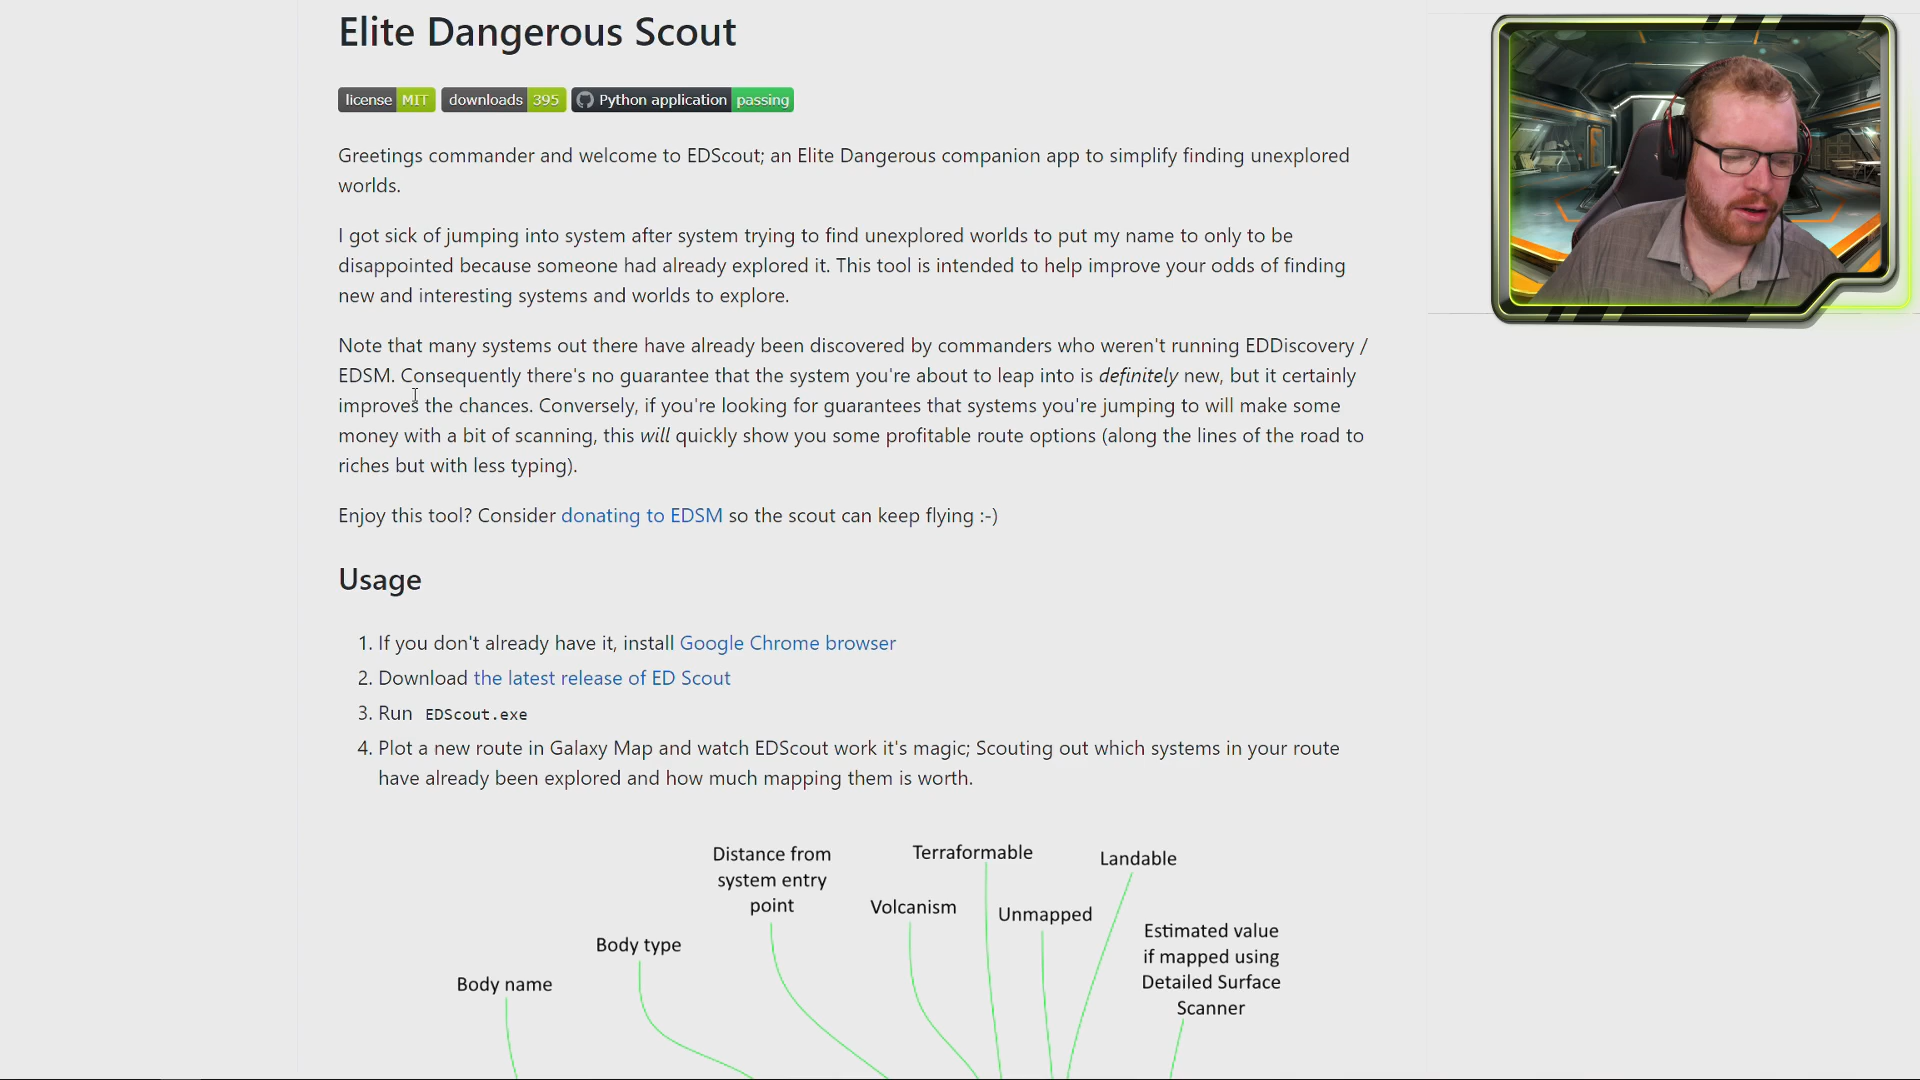 Elite Dangerous Scout
license MIT downloads 395 Python application passing
Greetings commander and welcome to EDScout; an Elite Dangerous companion app to simplify finding unexplored
worlds.
I got sick of jumping into system after system trying to find unexplored worlds to put my name to only to be
disappointed because someone had already explored it. This tool is intended to help improve your odds of finding
new and interesting systems and worlds to explore.
Note that many systems out there have already been discovered by commanders who weren't running EDDiscovery /
EDSM. Consequently there's no guarantee that the system you're about to leap into is definitely new, but it certainly
improves the chances. Conversely, if you're looking for guarantees that systems you're jumping to will make some
money with a bit of scanning, this will quickly show you some profitable route options (along the lines of the road to
riches but with less typing).
Enjoy this tool? Consider donating to EDSM so the scout can keep flying :-)
Usage
1. If you don't already have it, install Google Chrome browser
2. Download the latest release of ED Scout
3. Run EDScout.exe
4. Plot a new route in Galaxy Map and watch EDScout work it's magic; Scouting out which systems in your route
have already been explored and how much mapping them is worth.
Body name
Body type
Distance from
system entry
point
Volcanism
Terraformable
Unmapped
Landable
Estimated value
if mapped using
Detailed Surface
Scanner